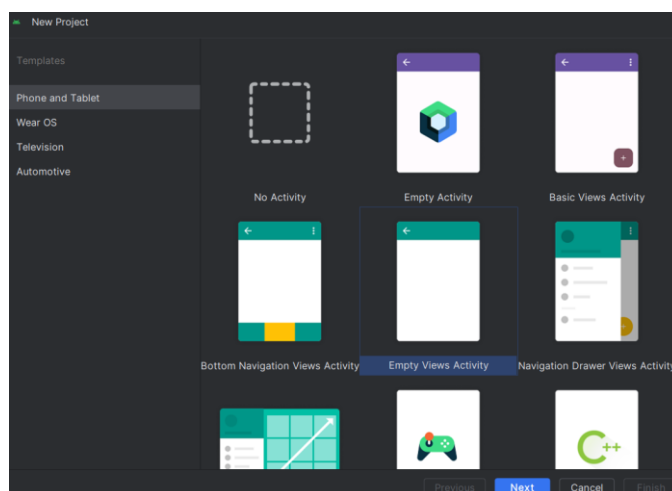 New Project
Templates
Phone and Tablet
Wear OS
Television
Automotive
No Activity
Empty Activity
Basic Views Activity
Bottom Navigation Views Activity
Empty Views Activity
Navigation Drawer Views Activity
C++
Previous
Next
Cancel
Finish